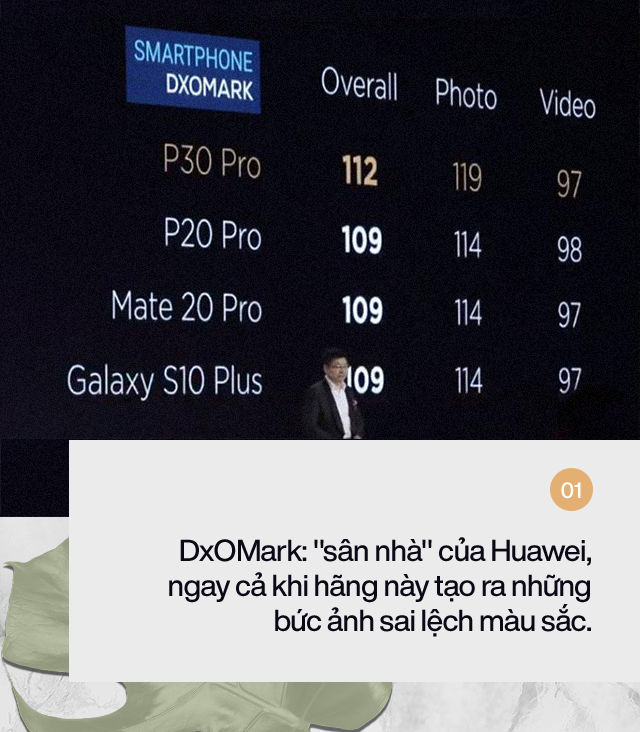 SMARTPHONE
DXOMARK
Overall Photo Video
P30 Pro 112 119 97
P20 Pro 109 114 98
Mate 20 Pro 109 114 97
Galaxy S10 Plus 109 114 97
01
DxOMark: "sân nhà" của Huawei,
ngay cả khi hãng này tạo ra những
bức ảnh sai lệch màu sắc.